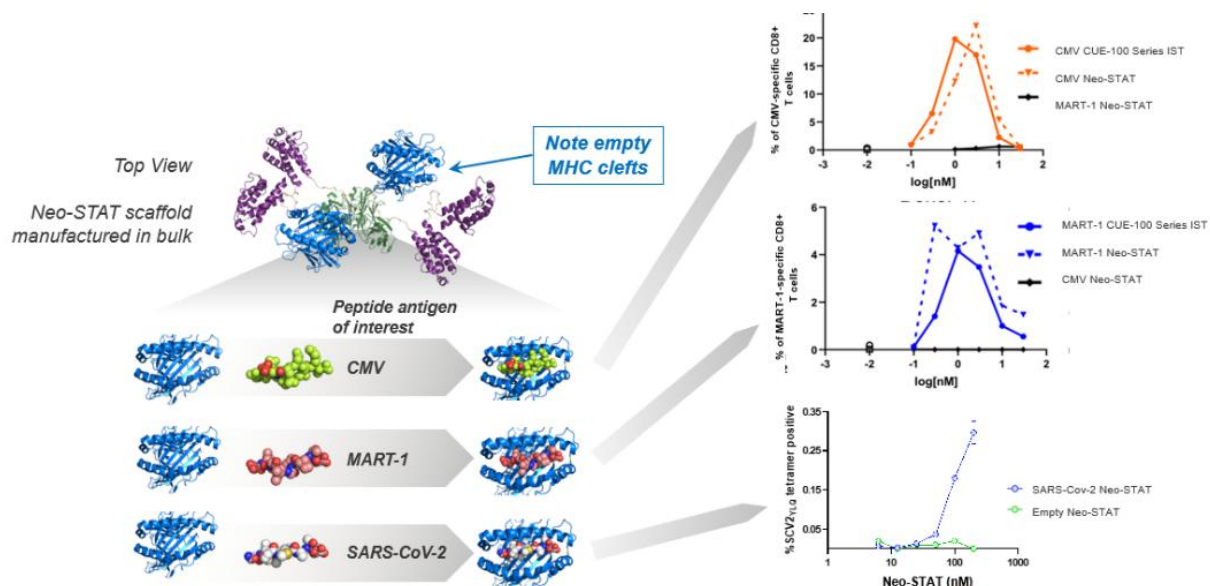 Top View
Neo-STAT scaffold
manufactured in bulk
Note empty
MHC clefts
Peptide antigen
of interest
CMV
MART-1
SARS-CoV-2
% of CMV-specific CD8+
T cells
25
20
15
10
5
0
-3 -2 -1 0 1 2
log[nM]
CMV CUE-100 Series IST
CMV Neo-STAT
MART-1 Neo-STAT
% of MART-1-specific CD8+
T cells
6
4
2
0
-3 -2 -1 0 1 2
log[nM]
MART-1 CUE-100 Series IST
MART-1 Neo-STAT
CMV Neo-STAT
%SCV2YLQ tetramer positive
0.35
0.25
0.15
0.05
1 10 100 1000
Neo-STAT (nM)
SARS-Cov-2 Neo-STAT
Empty Neo-STAT